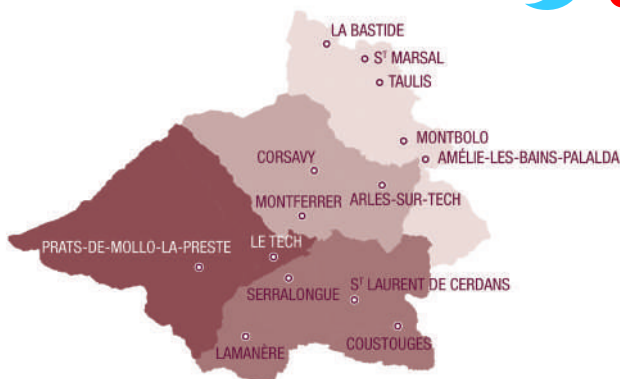 LA BASTIDE
Sᵀ MARSAL
TAULIS
MONTBOLO
AMÉLIE-LES-BAINS-PALALDA
CORSAVY
ARLES-SUR-TECH
MONTFERRER
LE TECH
PRATS-DE-MOLLO-LA-PRESTE
SERRALONGUE
Sᵀ LAURENT DE CERDANS
COUSTOUGES
LAMANÈRE